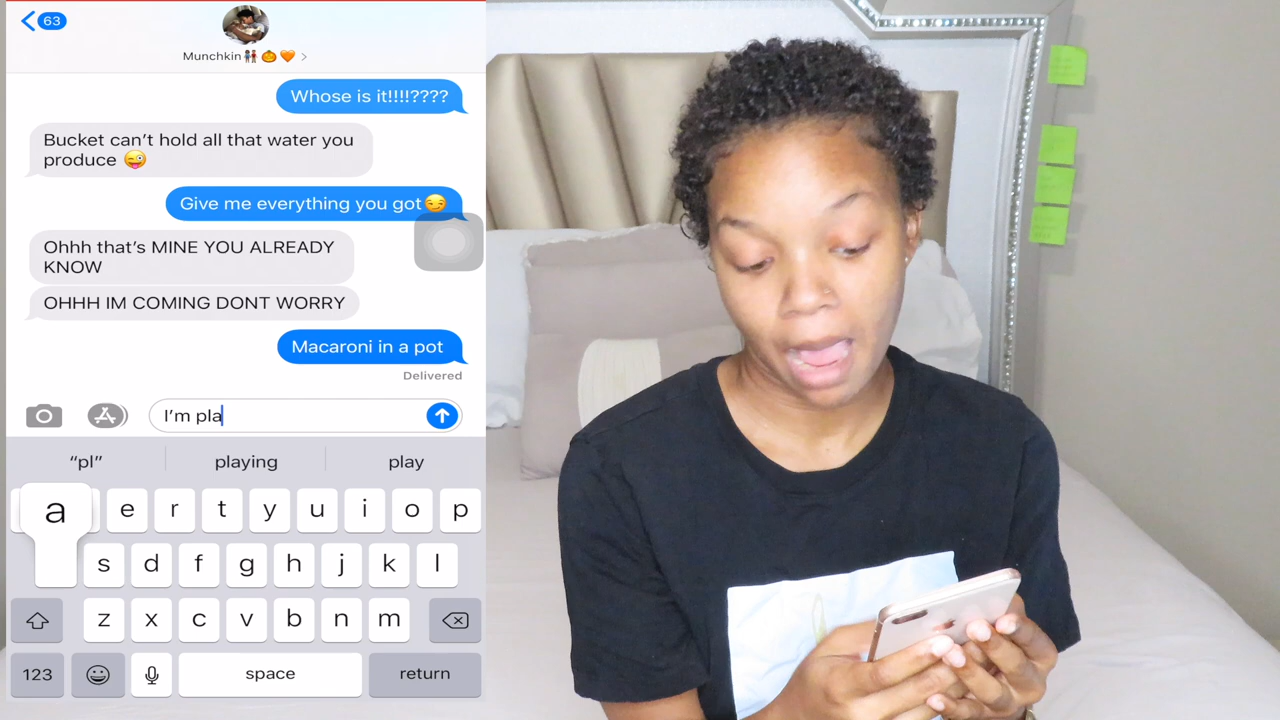 63
Munchkin👫🏾🎃🧡 >
Whose is it!!!!????
Bucket can't hold all that water you
produce 😜
Give me everything you got😏
Ohhh that's MINE YOU ALREADY
KNOW
OHHH IM COMING DONT WORRY
Macaroni in a pot
Delivered
I'm pla
"pl" playing play
a e r t y u i o p
s d f g h j k l
z x c v b n m
123 space return